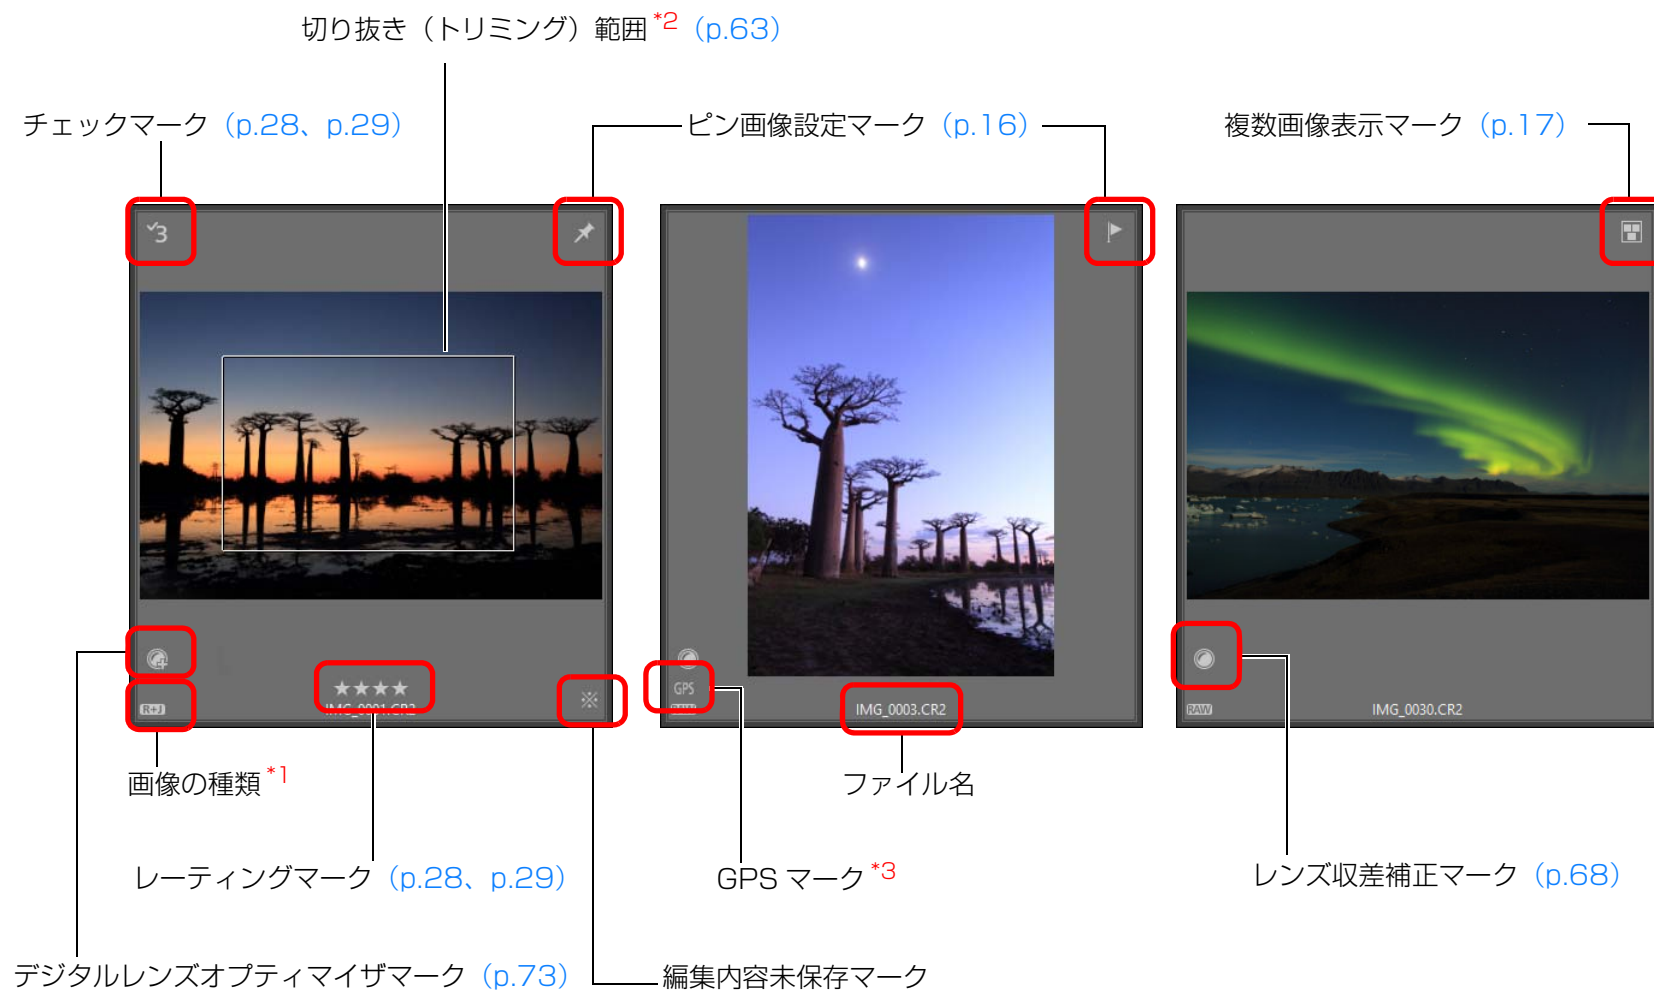 切り抜き（トリミング）範囲*2（p.63）
チェックマーク（p.28、p.29）
ピン画像設定マーク（p.16）
複数画像表示マーク（p.17）
3
★★★★
※
GPS
R+J
IMG_0001.CR2
RAW
IMG_0003.CR2
RAW
IMG_0030.CR2
画像の種類*1
ファイル名
レーティングマーク（p.28、p.29）
GPS マーク*3
レンズ収差補正マーク（p.68）
デジタルレンズオプティマイザマーク（p.73）
編集内容未保存マーク